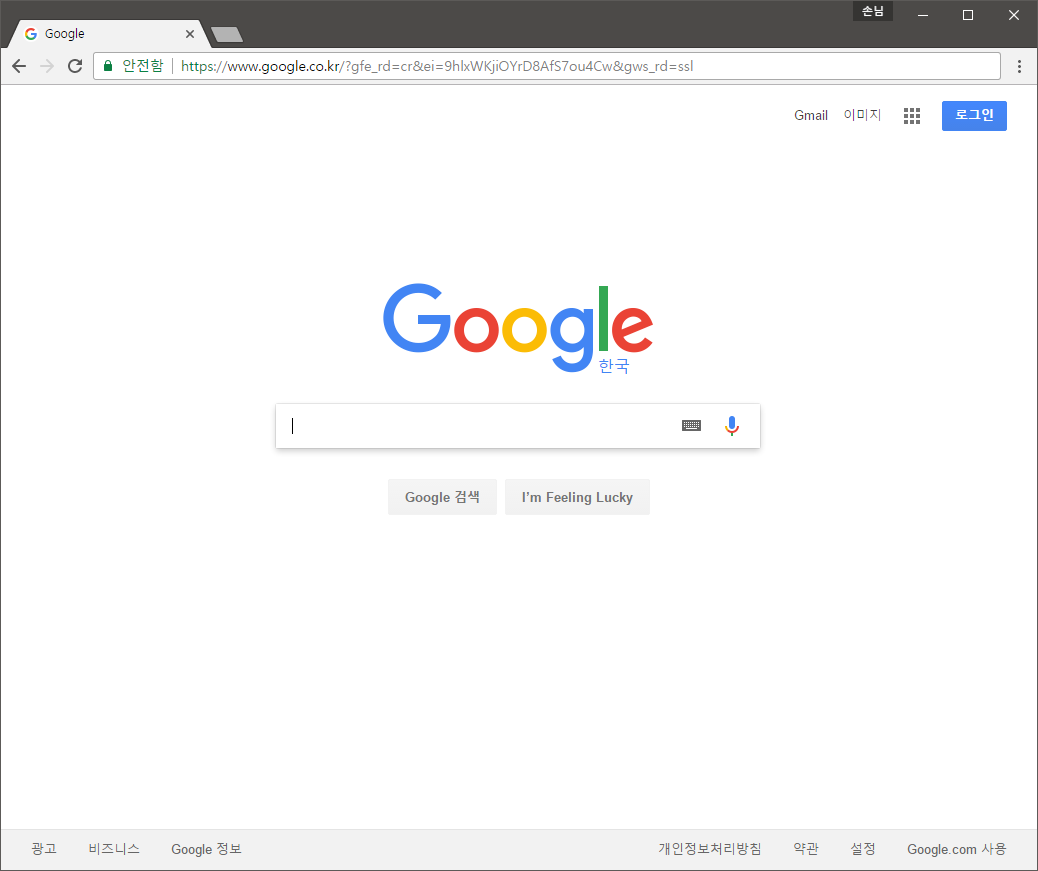 손님
Google
안전함 https://www.google.co.kr/?gfe_rd=cr&ei=9hlxWKjiOYrD8AfS7ou4Cw&gws_rd=ssl
Gmail 이미지 로그인
Google
한국
Google 검색 I'm Feeling Lucky
광고 비즈니스 Google 정보 개인정보처리방침 약관 설정 Google.com 사용